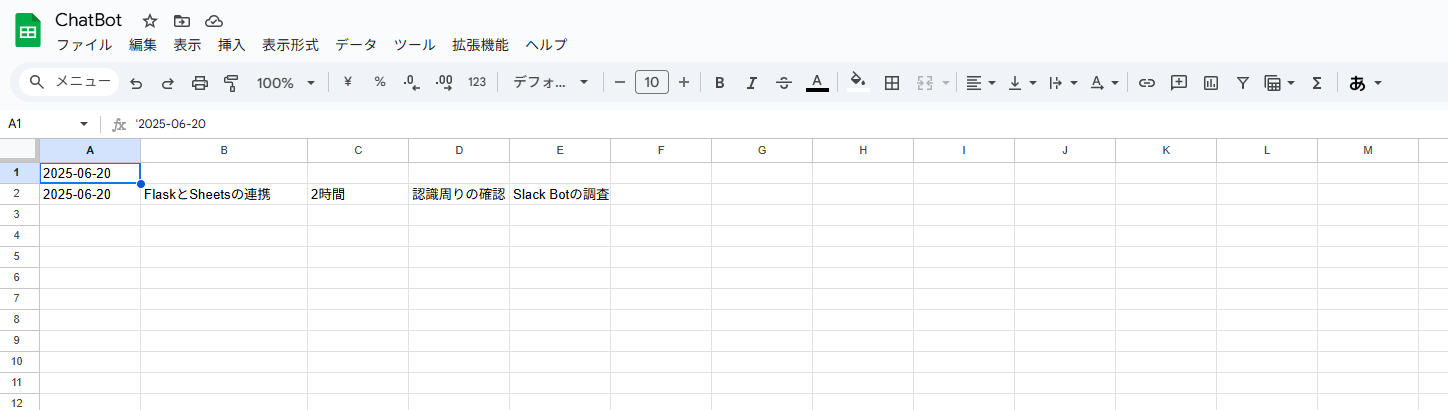 ChatBot
ファイル 編集 表示 挿入 表示形式 データ ツール 拡張機能 ヘルプ
メニュー 100% ¥ % .0 .00 123 デフォ... 10 B I A Σ あ
A1 fx '2025-06-20
A B C D E F G H I J K L M
1 2025-06-20
2 2025-06-20 FlaskとSheetsの連携 2時間 認識周りの確認 Slack Botの調査
3
4
5
6
7
8
9
10
11
12